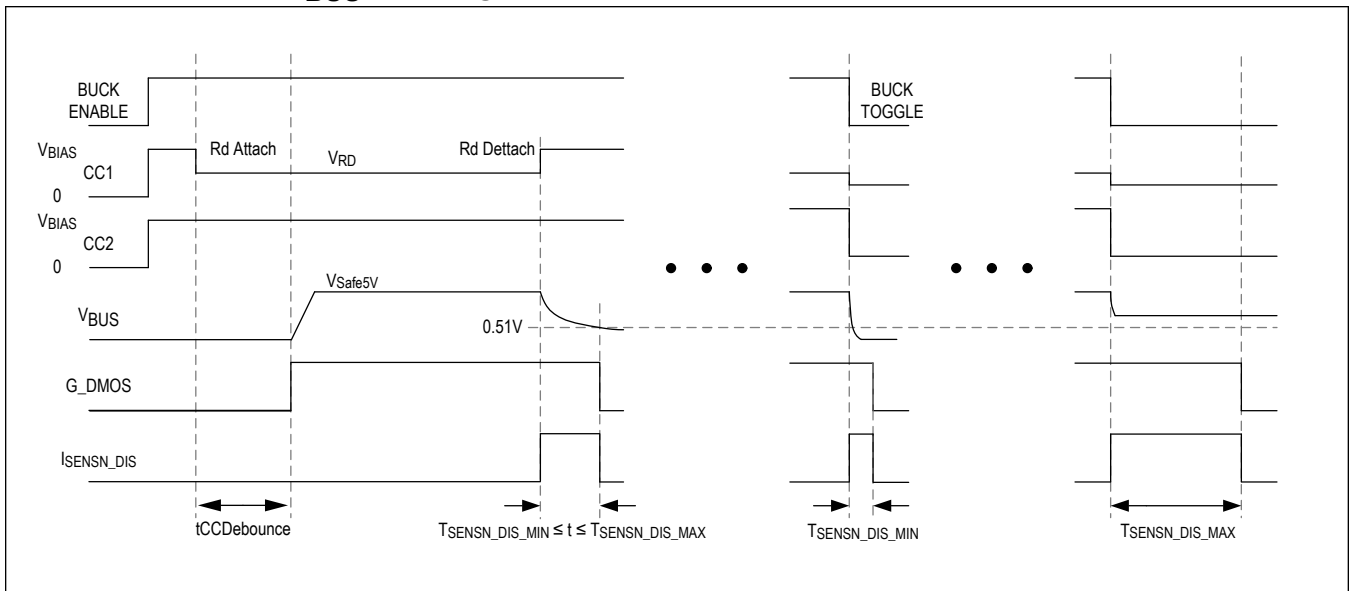 BUCK
ENABLE
BUCK
TOGGLE
VBIAS
CC1
0
Rd Attach
VRD
Rd Dettach
VBIAS
CC2
0
VBUS
VSafe5V
0.51V
G_DMOS
ISENSN_DIS
tCCDebounce
TSENSN_DIS_MIN ≤ t ≤ TSENSN_DIS_MAX
TSENSN_DIS_MIN
TSENSN_DIS_MAX